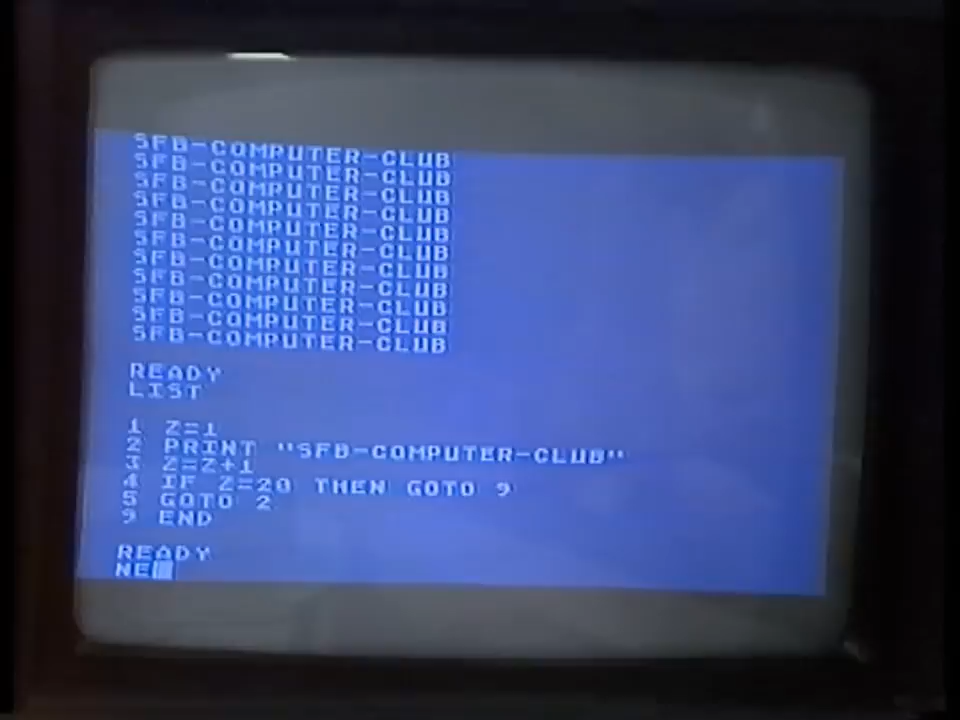 SFB-COMPUTER-CLUB
SFB-COMPUTER-CLUB
SFB-COMPUTER-CLUB
SFB-COMPUTER-CLUB
SFB-COMPUTER-CLUB
SFB-COMPUTER-CLUB
SFB-COMPUTER-CLUB
SFB-COMPUTER-CLUB
SFB-COMPUTER-CLUB
SFB-COMPUTER-CLUB
SFB-COMPUTER-CLUB
READY
LIST
1 Z=1
2 PRINT "SFB-COMPUTER-CLUB"
3 Z=Z+1
4 IF Z=20 THEN GOTO 9
5 GOTO 2
9 END
READY
NE